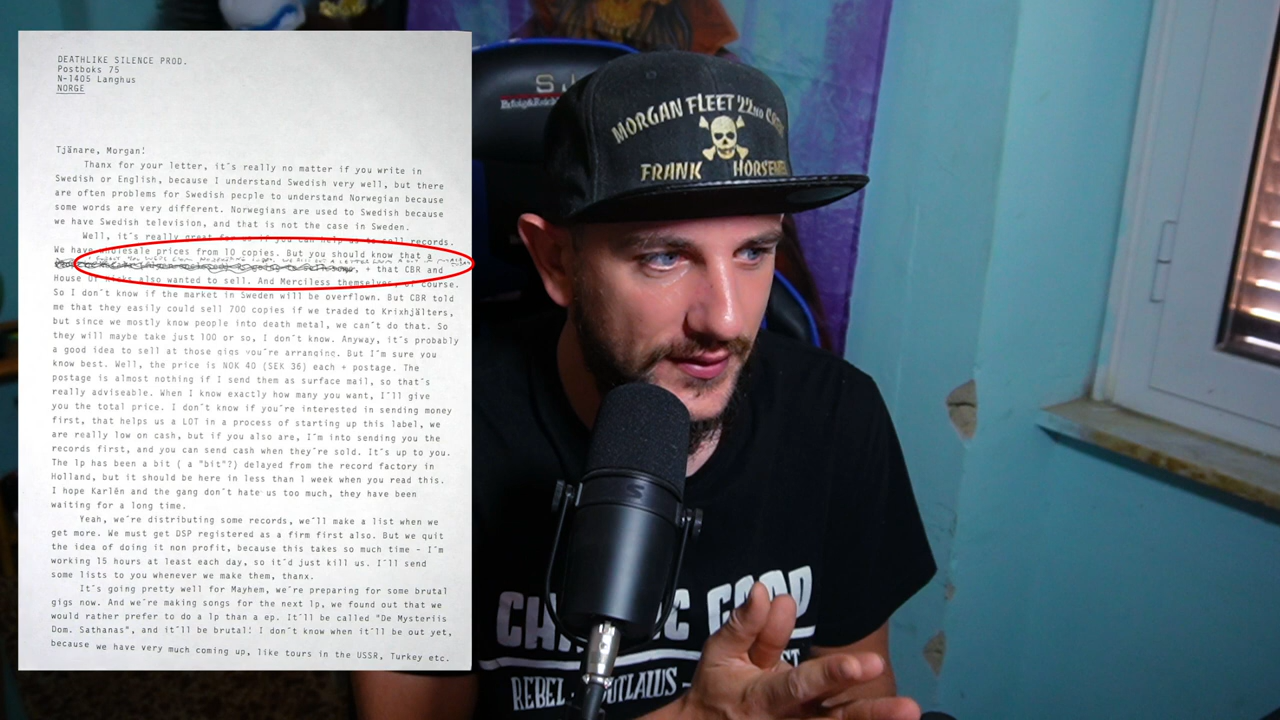 DEATHLIKE SILENCE PROD.
Postboks 75
N-1405 Langhus
NORGE
Tjänare, Morgan!
Thanx for your letter, it´s really no matter if you write in
Swedish or English, because I understand Swedish very well, but there
are often problems for Swedish people to understand Norwegian because
some words are very different. Norwegians are used to Swedish because
we have Swedish television, and that is not the case in Sweden.
Well, it´s really great for us if you can help us to sell records.
We have wholesale prices from 10 copies. But you should know that a
, + that CBR and
House of Kicks also wanted to sell. And Merciless themselves, of course.
So I don´t know if the market in Sweden will be overflown. But CBR told
me that they easily could sell 700 copies if we traded to Krixhjälters,
but since we mostly know people into death metal, we can´t do that. So
they will maybe take just 100 or so, I don´t know. Anyway, it´s probably
a good idea to sell at those gigs you´re arranging. But I´m sure you
know best. Well, the price is NOK 40 (SEK 36) each + postage. The
postage is almost nothing if I send them as surface mail, so that´s
really adviseable. When I know exactly how many you want, I´ll give
you the total price. I don´t know if you´re interested in sending money
first, that helps us a LOT in a process of starting up this label, we
are really low on cash, but if you also are, I´m into sending you the
records first, and you can send cash when they´re sold. It´s up to you.
The lp has been a bit ( a "bit"?) delayed from the record factory in
Holland, but it should be here in less than 1 week when you read this.
I hope Karlén and the gang don´t hate us too much, they have been
waiting for a long time.
Yeah, we´re distributing some records, we´ll make a list when we
get more. We must get DSP registered as a firm first also. But we quit
the idea of doing it non profit, because this takes so much time - I´m
working 15 hours at least each day, so it´d just kill us. I´ll send
some lists to you whenever we make them, thanx.
It´s going pretty well for Mayhem, we´re preparing for some brutal
gigs now. And we´re making songs for the next lp, we found out that we
would rather prefer to do a lp than a ep. It´ll be called "De Mysteriis
Dom. Sathanas", and it´ll be brutal! I don´t know when it´ll be out yet,
because we have very much coming up, like tours in the USSR, Turkey etc.
MORGAN FLEET '22ND
FRANK HORSEMEN
REBEL OUTLAWS